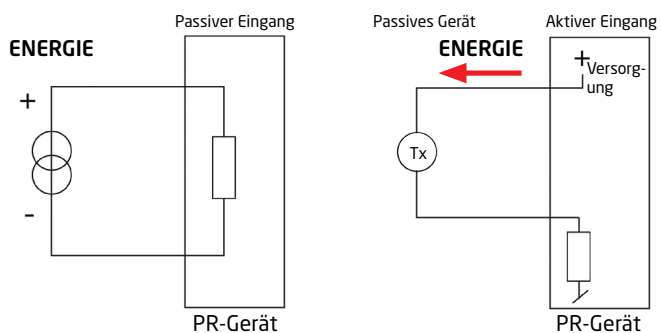 Passiver Eingang
ENERGIE
+
-
PR-Gerät
Passives Gerät
Aktiver Eingang
ENERGIE
+
Versorg-
ung
Tx
PR-Gerät